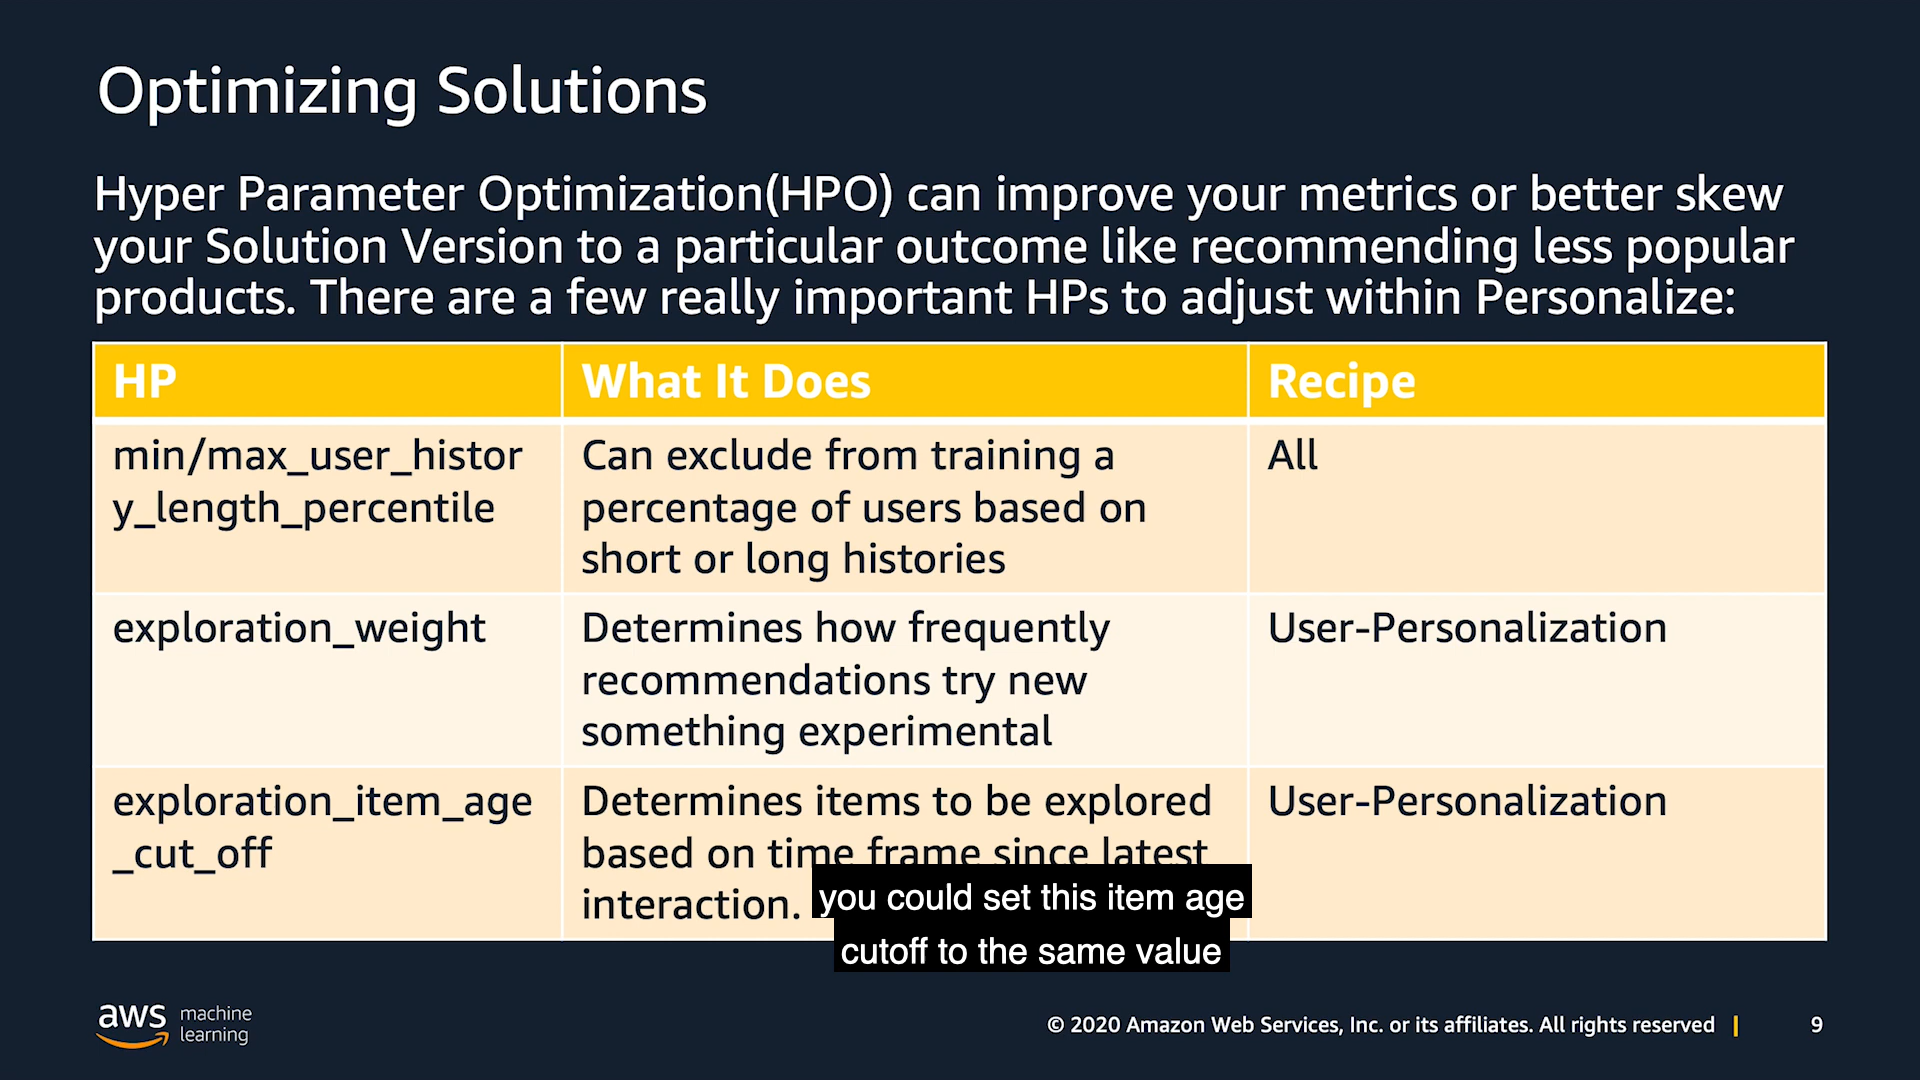 Optimizing Solutions
Hyper Parameter Optimization(HPO) can improve your metrics or better skew
your Solution Version to a particular outcome like recommending less popular
products. There are a few really important HPs to adjust within Personalize:
HP
What It Does
Recipe
min/max_user_histor
y_length_percentile
Can exclude from training a
percentage of users based on
short or long histories
All
exploration_weight
Determines how frequently
recommendations try new
something experimental
User-Personalization
exploration_item_age
_cut_off
Determines items to be explored
based on time frame since latest
interaction.
User-Personalization
you could set this item age
cutoff to the same value
aws machine
learning
© 2020 Amazon Web Services, Inc. or its affiliates. All rights reserved |
9